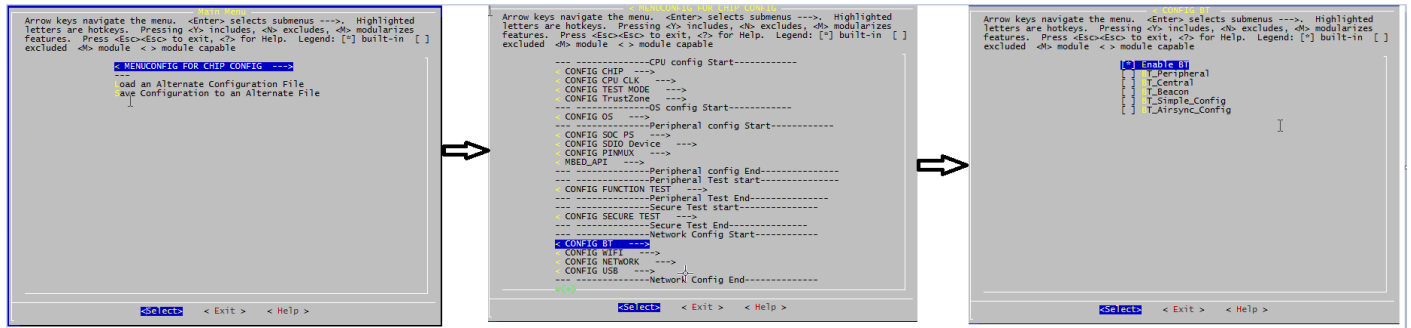 Main Menu
Arrow keys navigate the menu.  <Enter> selects submenus --->.  Highlighted
letters are hotkeys.  Pressing <Y> includes, <N> excludes, <M> modularizes
features.  Press <Esc><Esc> to exit, <?> for Help.  Legend: [*] built-in  [ ]
excluded  <M> module  < > module capable
< MENUCONFIG FOR CHIP CONFIG  --->
---
Load an Alternate Configuration File
Save Configuration to an Alternate File
<Select>    < Exit >    < Help >
< MENUCONFIG FOR CHIP CONFIG
Arrow keys navigate the menu.  <Enter> selects submenus --->.  Highlighted
letters are hotkeys.  Pressing <Y> includes, <N> excludes, <M> modularizes
features.  Press <Esc><Esc> to exit, <?> for Help.  Legend: [*] built-in  [ ]
excluded  <M> module  < > module capable
--- --------------CPU config Start-------------
< CONFIG CHIP  --->
< CONFIG CPU CLK  --->
< CONFIG TEST MODE  --->
< CONFIG TrustZone  --->
--- --------------OS config Start-------------
< CONFIG OS  --->
--- --------------Peripheral config Start-------------
< CONFIG SOC PS  --->
< CONFIG SDIO Device  --->
< CONFIG PINMUX  --->
< MBED_API  --->
--- --------------Peripheral config End-------------
--- --------------Peripheral Test start-------------
< CONFIG FUNCTION TEST  --->
--- --------------Peripheral Test End-------------
--- --------------Secure Test start-------------
< CONFIG SECURE TEST  --->
--- --------------Secure Test End-------------
--- --------------Network Config Start-------------
< CONFIG BT  --->
< CONFIG WIFI  --->
< CONFIG NETWORK  --->
< CONFIG USB  --->
--- --------------Network Config End-------------
<Select>    < Exit >    < Help >
< CONFIG BT
Arrow keys navigate the menu.  <Enter> selects submenus --->.  Highlighted
letters are hotkeys.  Pressing <Y> includes, <N> excludes, <M> modularizes
features.  Press <Esc><Esc> to exit, <?> for Help.  Legend: [*] built-in  [ ]
excluded  <M> module  < > module capable
[*] Enable BT
[ ] BT_Peripheral
[ ] BT_Central
[ ] BT_Beacon
[ ] BT_Simple_Config
[ ] BT_Airsync_Config
<Select>    < Exit >    < Help >